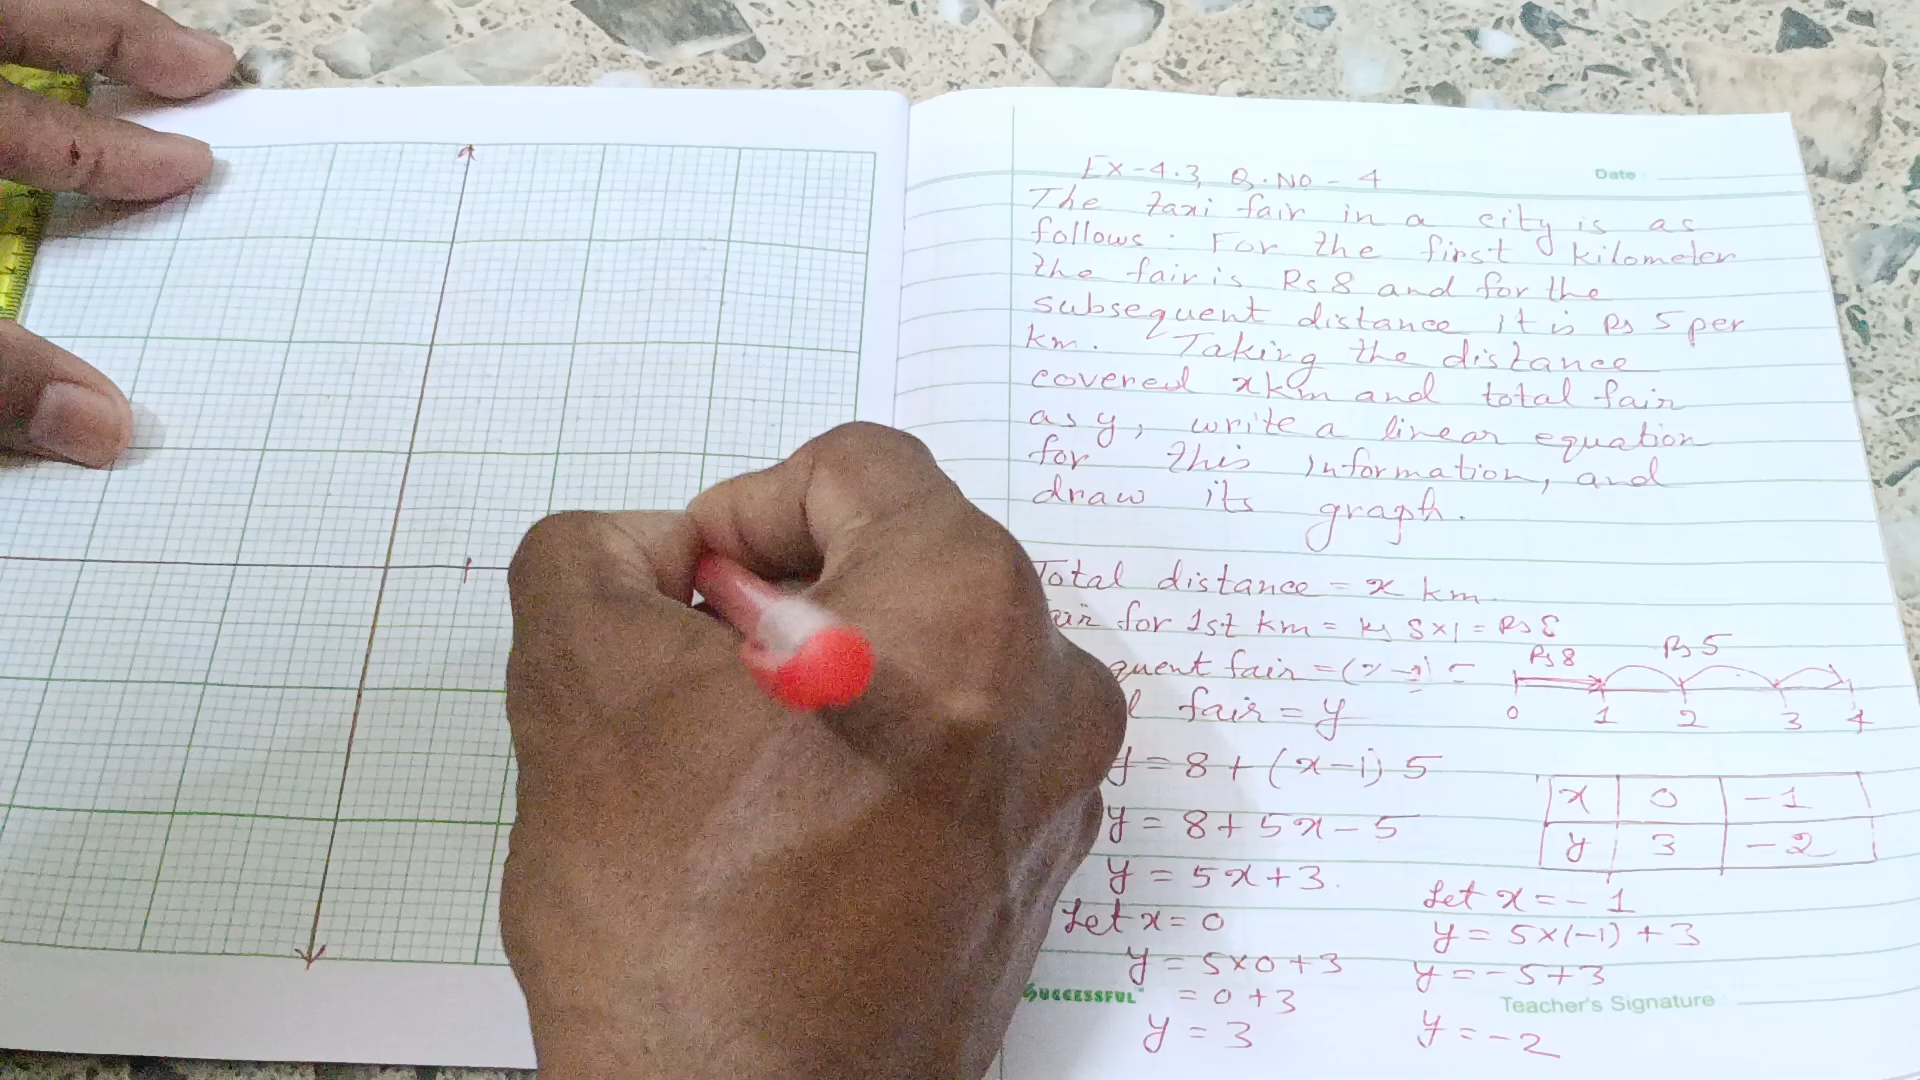 EX-4.3, Q.NO-4
Date
The taxi fair in a city is as
follows: For the first kilometer
the fair is Rs 8 and for the
subsequent distance it is Rs 5 per
km. Taking the distance
covered x km and total fair
as y, write a linear equation
for this information, and
draw its graph.
Total distance = x km.
for 1st km = Rs 8x1 = Rs 8
fair =
fair = y
Rs 8 Rs 5
0 1 2 3 4
y = 8 + (x-1) 5
y = 8 + 5x - 5
y = 5x + 3.
x 0 -1
y 3 -2
Let x = 0
y = 5x0 + 3
= 0 + 3
y = 3
Let x = -1
y = 5x(-1) + 3
y = -5 + 3
y = -2
SUCCESSFUL
Teacher's Signature